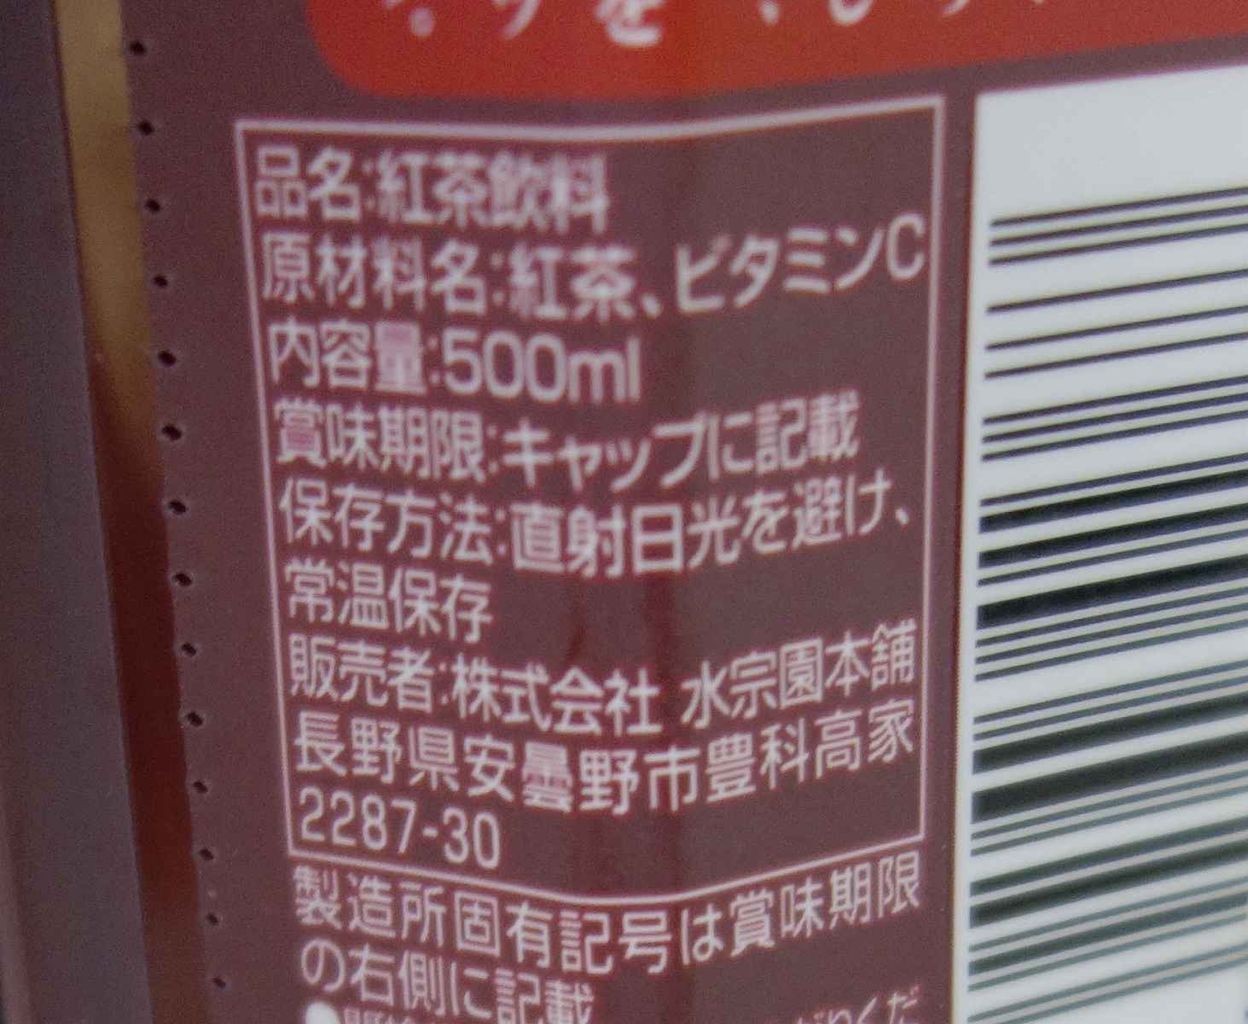 品名:紅茶飲料
原材料名:紅茶、ビタミンC
内容量:500ml
賞味期限:キャップに記載
保存方法:直射日光を避け、
常温保存
販売者:株式会社 水宗園本舗
長野県安曇野市豊科高家
2287-30
製造所固有記号は賞味期限
の右側に記載